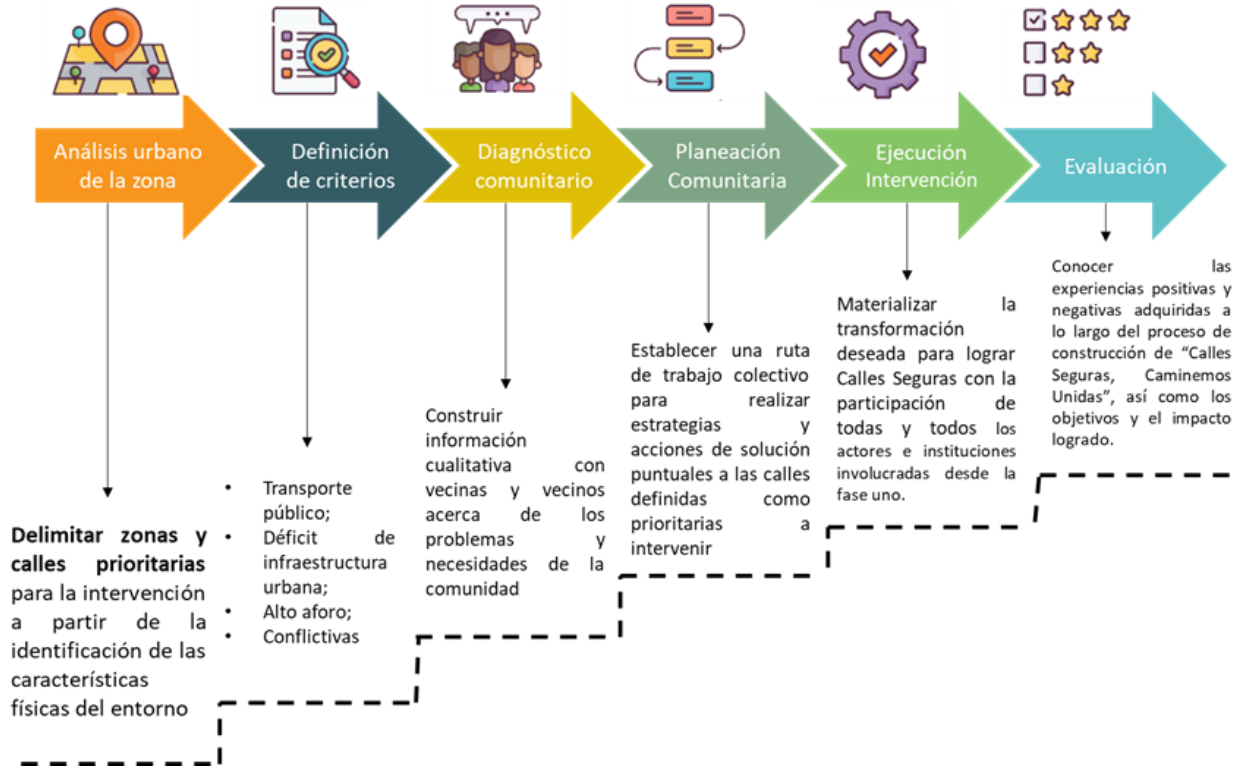 Análisis urbano
de la zona
Definición
de criterios
Diagnóstico
comunitario
Planeación
Comunitaria
Ejecución
Intervención
Evaluación
Delimitar zonas y
calles prioritarias
para la intervención
a partir de la
identificación de las
características
físicas del entorno
• Transporte
público;
• Déficit de
infraestructura
urbana;
• Alto aforo;
• Conflictivas
Construir
información
cualitativa con
vecinas y vecinos
acerca de los
problemas y
necesidades de la
comunidad
Establecer una ruta
de trabajo colectivo
para realizar
estrategias y
acciones de solución
puntuales a las calles
definidas como
prioritarias a
intervenir
Materializar la
transformación
deseada para lograr
Calles Seguras con la
participación de
todas y todos los
actores e instituciones
involucradas desde la
fase uno.
Conocer las
experiencias positivas y
negativas adquiridas a
lo largo del proceso de
construcción de “Calles
Seguras, Caminemos
Unidas”, así como los
objetivos y el impacto
logrado.